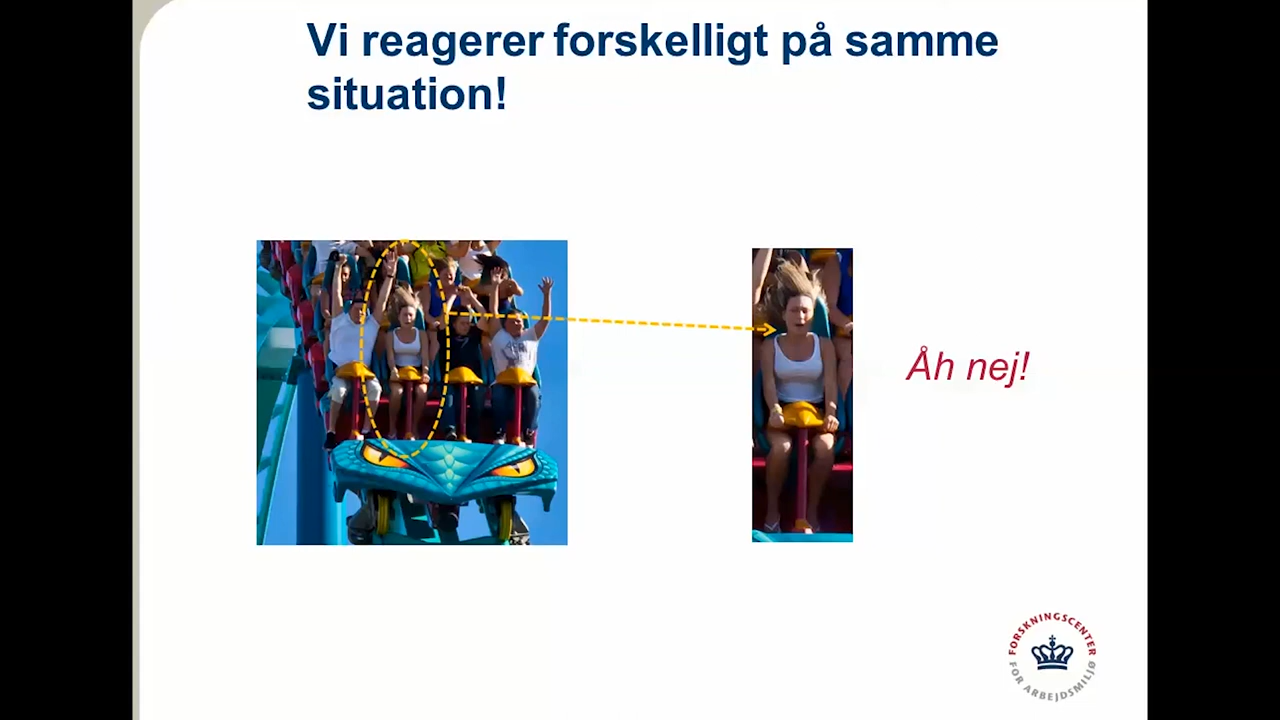 Vi reagerer forskelligt på samme
situation!
Åh nej!
FORSKNINGSCENTER
FOR ARBEJDSMILJØ